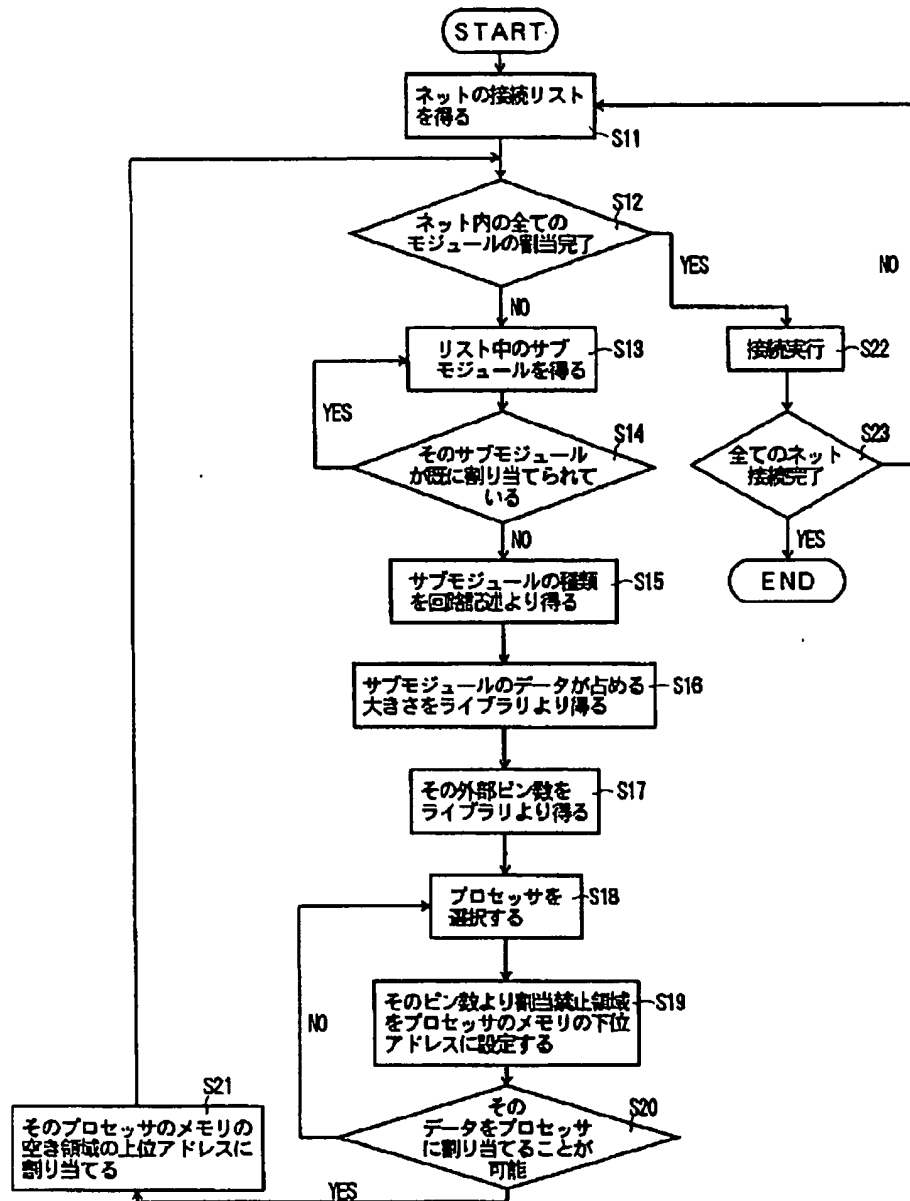 START
ネットの接続リスト
を得る
S11
S12
ネット内の全ての
モジュールの割当完了
YES
NO
NO
リスト中のサブ
モジュールを得る
S13
接続実行
S22
YES
S14
そのサブモジュール
が既に割り当てられて
いる
S23
全てのネット
接続完了
NO
YES
END
サブモジュールの種類
を回路記述より得る
S15
サブモジュールのデータが占める
大きさをライブラリより得る
S16
その外部ピン数を
ライブラリより得る
S17
プロセッサを
選択する
S18
そのピン数より割当禁止領域
をプロセッサのメモリの下位
アドレスに設定する
S19
NO
S20
その
データをプロセッサ
に割り当てることが
可能
YES
S21
そのプロセッサのメモリの
空き領域の上位アドレスに
割り当てる